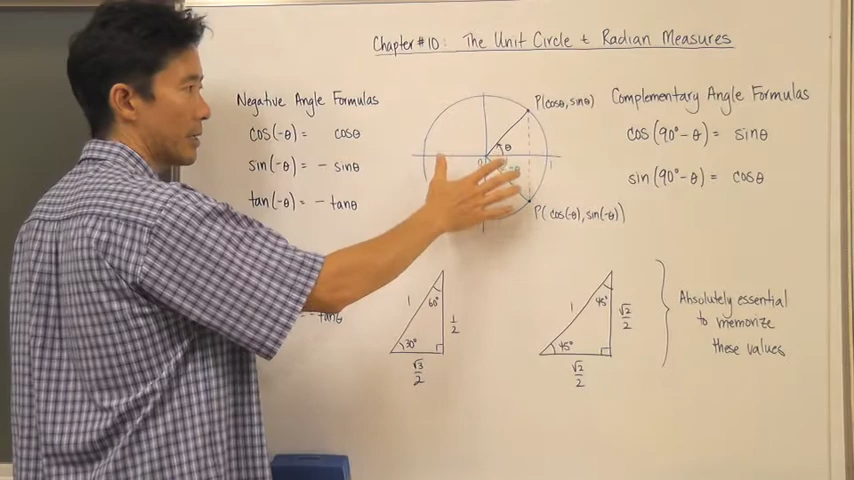 Chapter #10: The Unit Circle & Radian Measures
Negative Angle Formulas
cos(-θ) = cosθ
sin(-θ) = - sinθ
tan(-θ) = - tanθ
tanθ
P(cosθ, sinθ)
θ
0
1
-θ
P(cos(-θ), sin(-θ))
Complementary Angle Formulas
cos(90° - θ) = sinθ
sin(90° - θ) = cosθ
1
60°
30°
1/2
√3/2
1
45°
45°
√2/2
√2/2
Absolutely essential
to memorize
these values